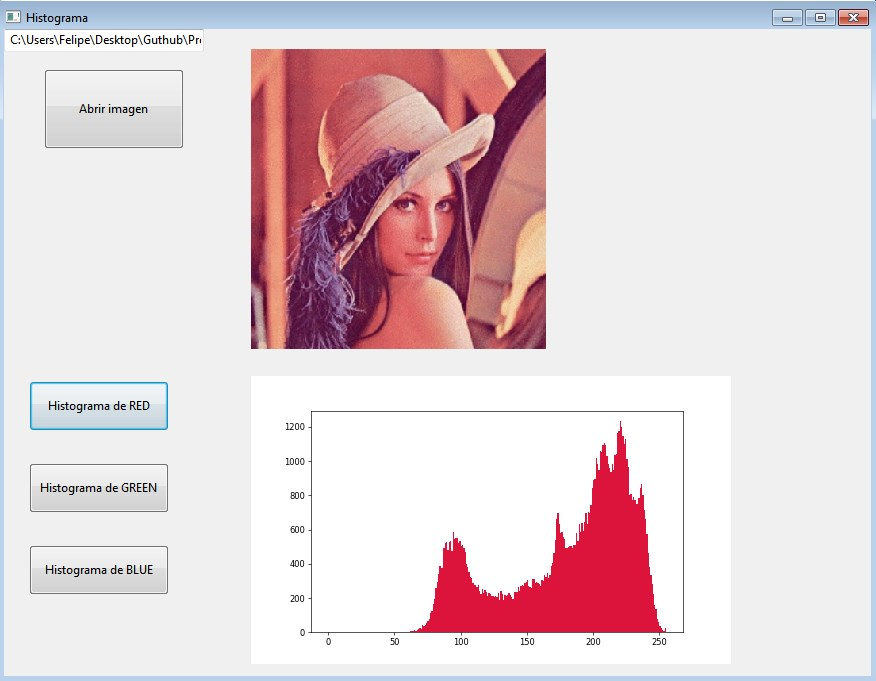 Histograma
C:\Users\Felipe\Desktop\Guthub\Pr
Abrir imagen
Histograma de RED
Histograma de GREEN
Histograma de BLUE
1200
1000
800
600
400
200
0
0 50 100 150 200 250